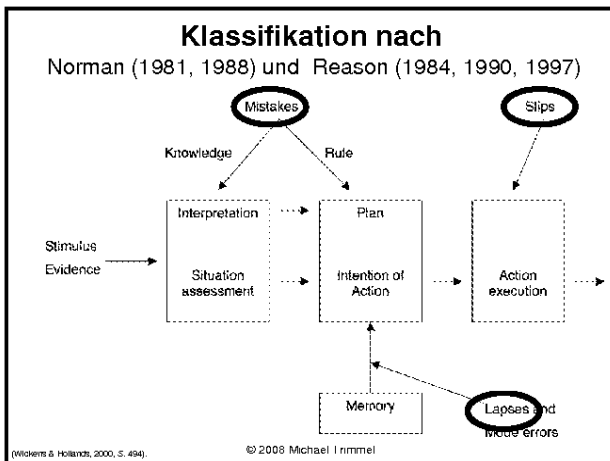 Klassifikation nach
Norman (1981, 1988) und Reason (1984, 1990, 1997)
Mistakes
Slips
Knowledge
Rule
Interpretation
Plan
Stimulus
Evidence
Situation
assessment
Intention of
Action
Action
execution
Memory
Lapses and
Mode errors
(Wickens & Hollands, 2000, S. 494).
© 2008 Michael Trimmel